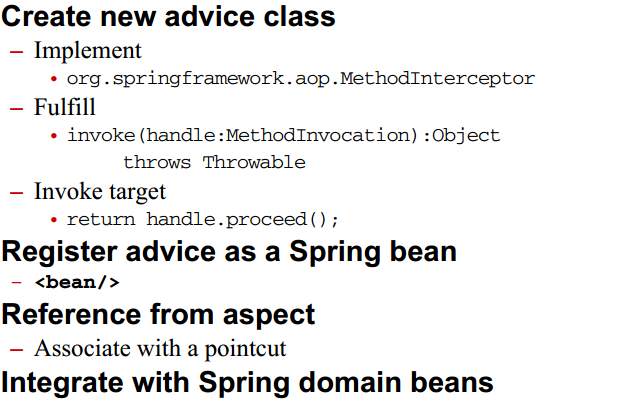 Create new advice class
– Implement
• org.springframework.aop.MethodInterceptor
– Fulfill
• invoke(handle:MethodInvocation):Object
throws Throwable
– Invoke target
• return handle.proceed();
Register advice as a Spring bean
– <bean/>
Reference from aspect
– Associate with a pointcut
Integrate with Spring domain beans